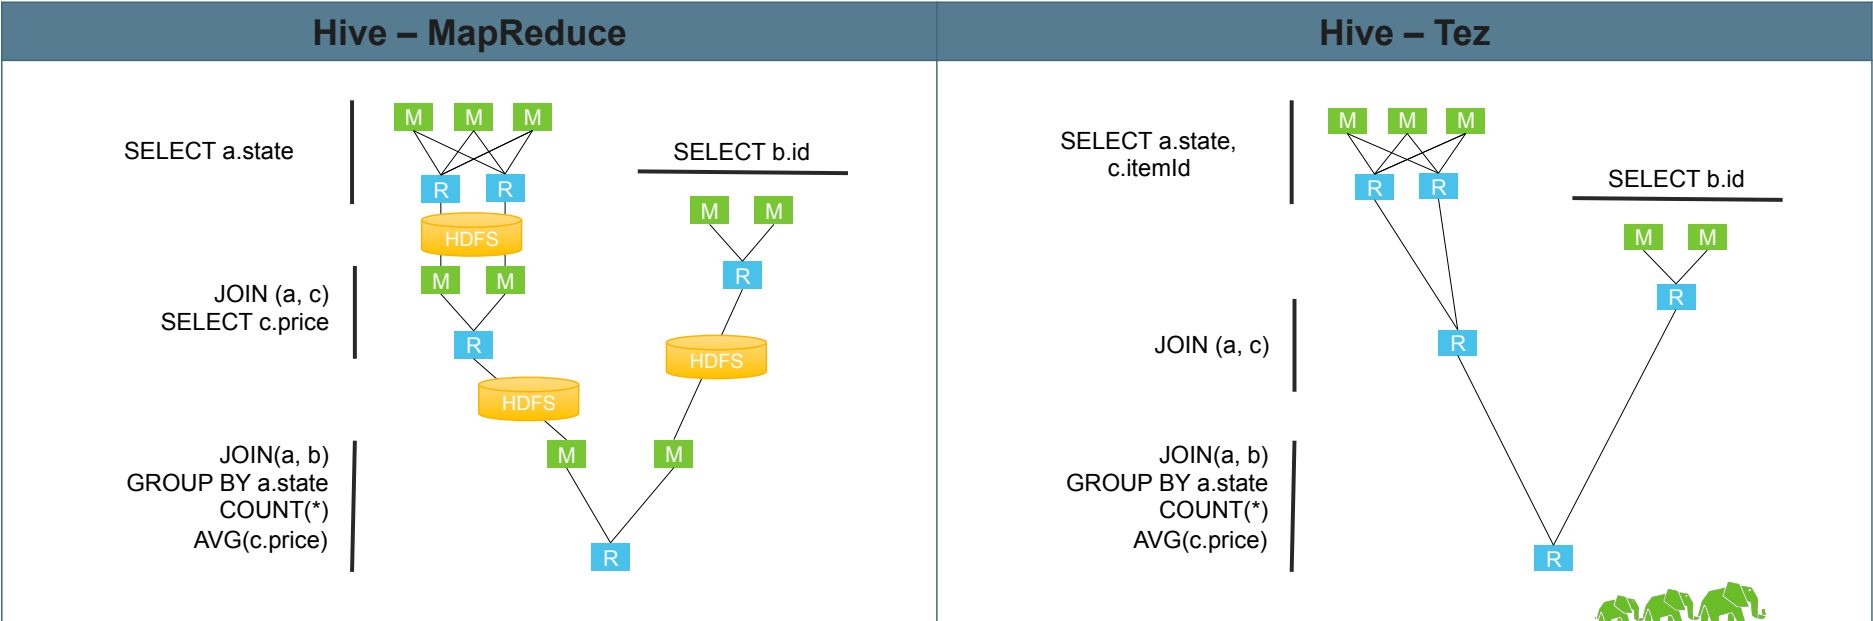 Hive – MapReduce
SELECT a.state
M M M
R R
HDFS
M M
R
HDFS
JOIN (a, c)
SELECT c.price
SELECT b.id
M M
R
HDFS
JOIN(a, b)
GROUP BY a.state
COUNT(*)
AVG(c.price)
M M
R
Hive – Tez
SELECT a.state,
c.itemId
M M M
R R
SELECT b.id
M M
R
JOIN (a, c)
R
JOIN(a, b)
GROUP BY a.state
COUNT(*)
AVG(c.price)
R